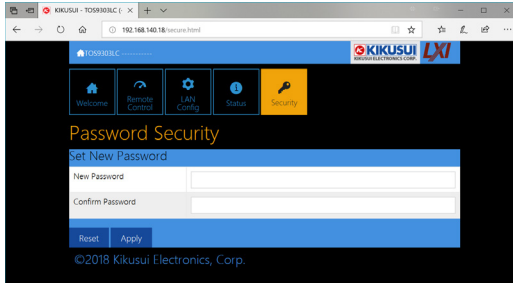 KIKUSUI - TOS9303LC (-
192.168.140.18/secure.html
TOS9303LC
KIKUSUI
KIKUSUI ELECTRONICS CORP.
LXI
Welcome
Remote Control
LAN Config.
Status
Security
Password Security
Set New Password
New Password
Confirm Password
Reset
Apply
©2018 Kikusui Electronics, Corp.